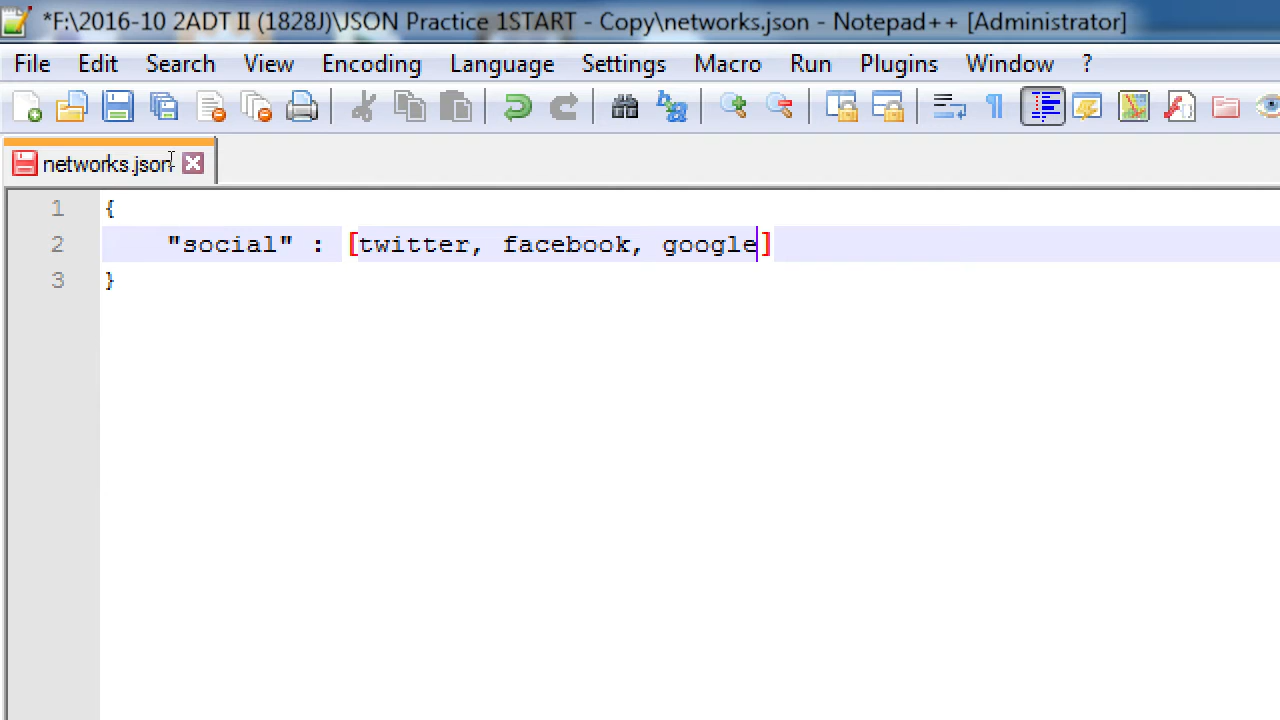 *F:\2016-10 2ADT II (1828J)\JSON Practice 1START - Copy\networks.json - Notepad++ [Administrator]
File Edit Search View Encoding Language Settings Macro Run Plugins Window ?
networks.json
1 {
2 "social" : [twitter, facebook, google]
3 }